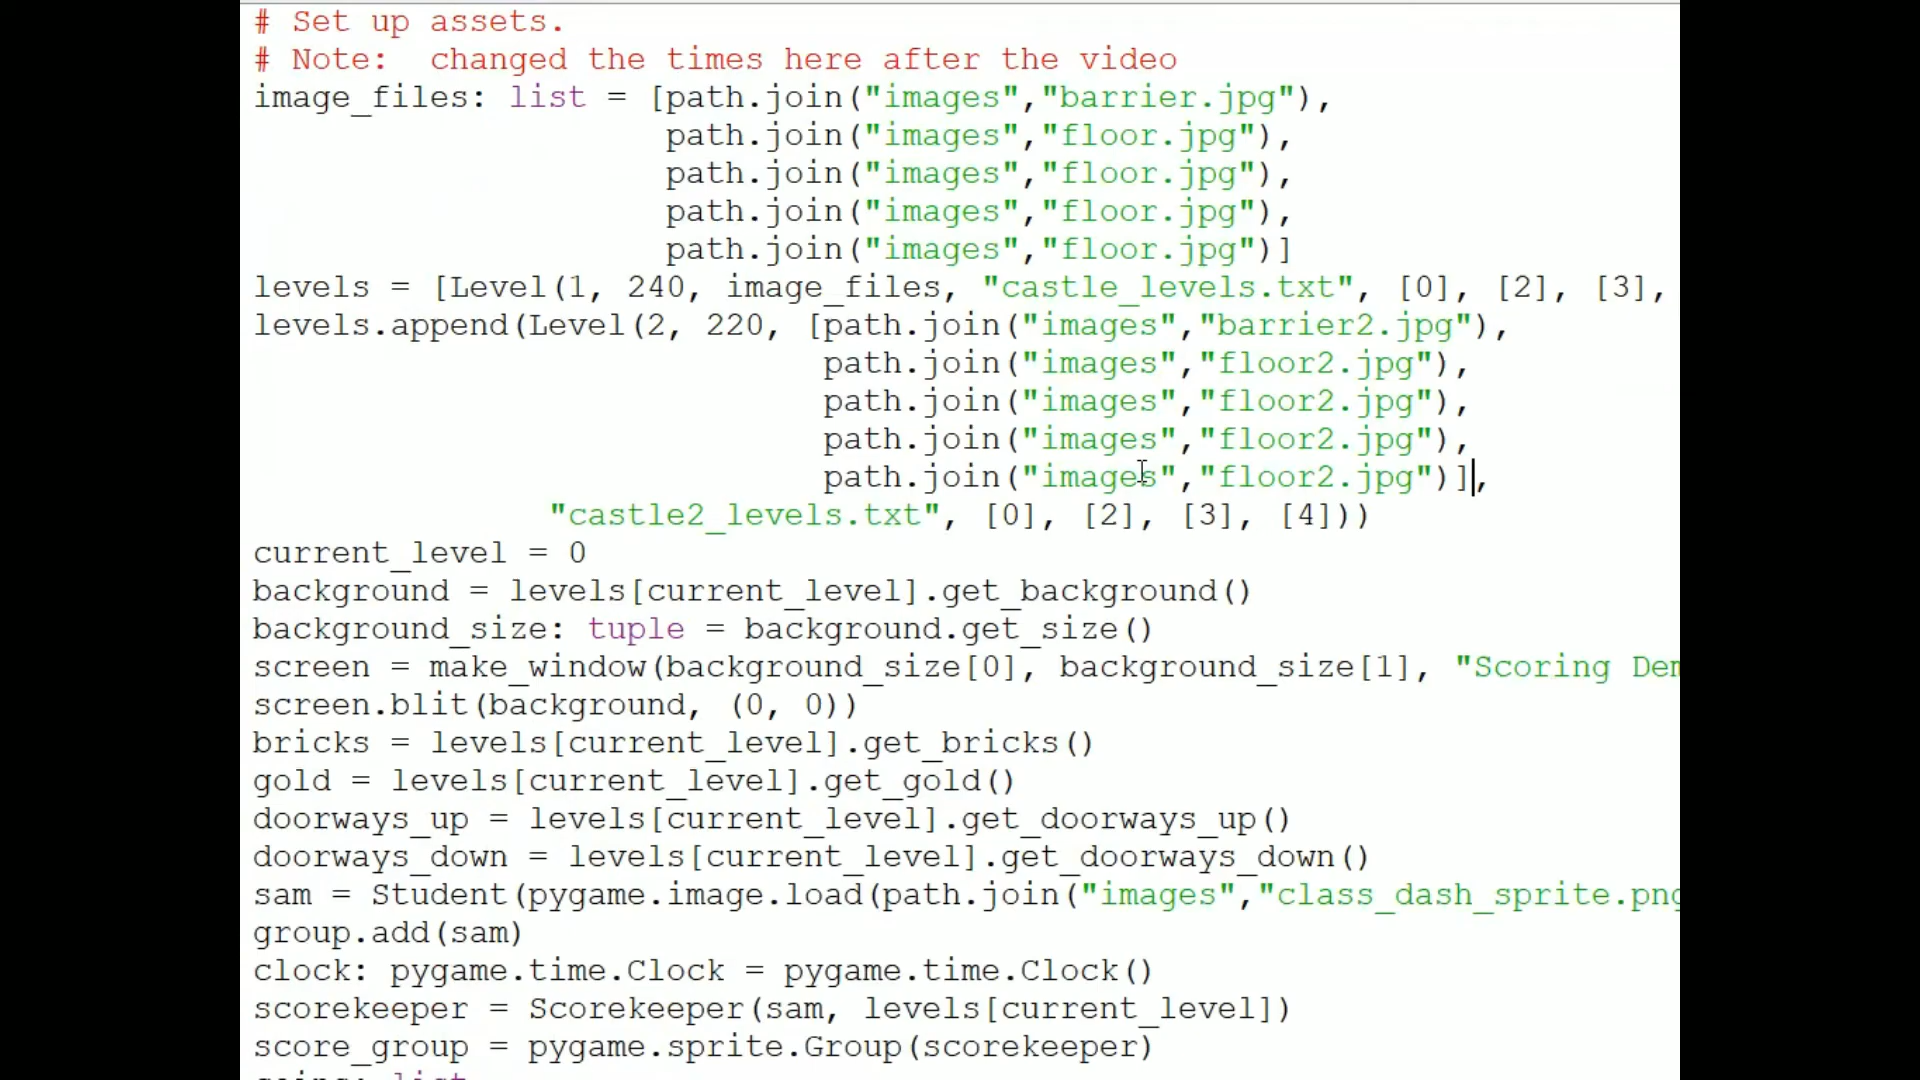 # Set up assets.
# Note:  changed the times here after the video
image_files: list = [path.join("images","barrier.jpg"),
                     path.join("images","floor.jpg"),
                     path.join("images","floor.jpg"),
                     path.join("images","floor.jpg"),
                     path.join("images","floor.jpg")]
levels = [Level(1, 240, image_files, "castle_levels.txt", [0], [2], [3],
levels.append(Level(2, 220, [path.join("images","barrier2.jpg"),
                             path.join("images","floor2.jpg"),
                             path.join("images","floor2.jpg"),
                             path.join("images","floor2.jpg"),
                             path.join("images","floor2.jpg")],
               "castle2_levels.txt", [0], [2], [3], [4]))
current_level = 0
background = levels[current_level].get_background()
background_size: tuple = background.get_size()
screen = make_window(background_size[0], background_size[1], "Scoring Dem
screen.blit(background, (0, 0))
bricks = levels[current_level].get_bricks()
gold = levels[current_level].get_gold()
doorways_up = levels[current_level].get_doorways_up()
doorways_down = levels[current_level].get_doorways_down()
sam = Student(pygame.image.load(path.join("images","class_dash_sprite.png
group.add(sam)
clock: pygame.time.Clock = pygame.time.Clock()
scorekeeper = Scorekeeper(sam, levels[current_level])
score_group = pygame.sprite.Group(scorekeeper)